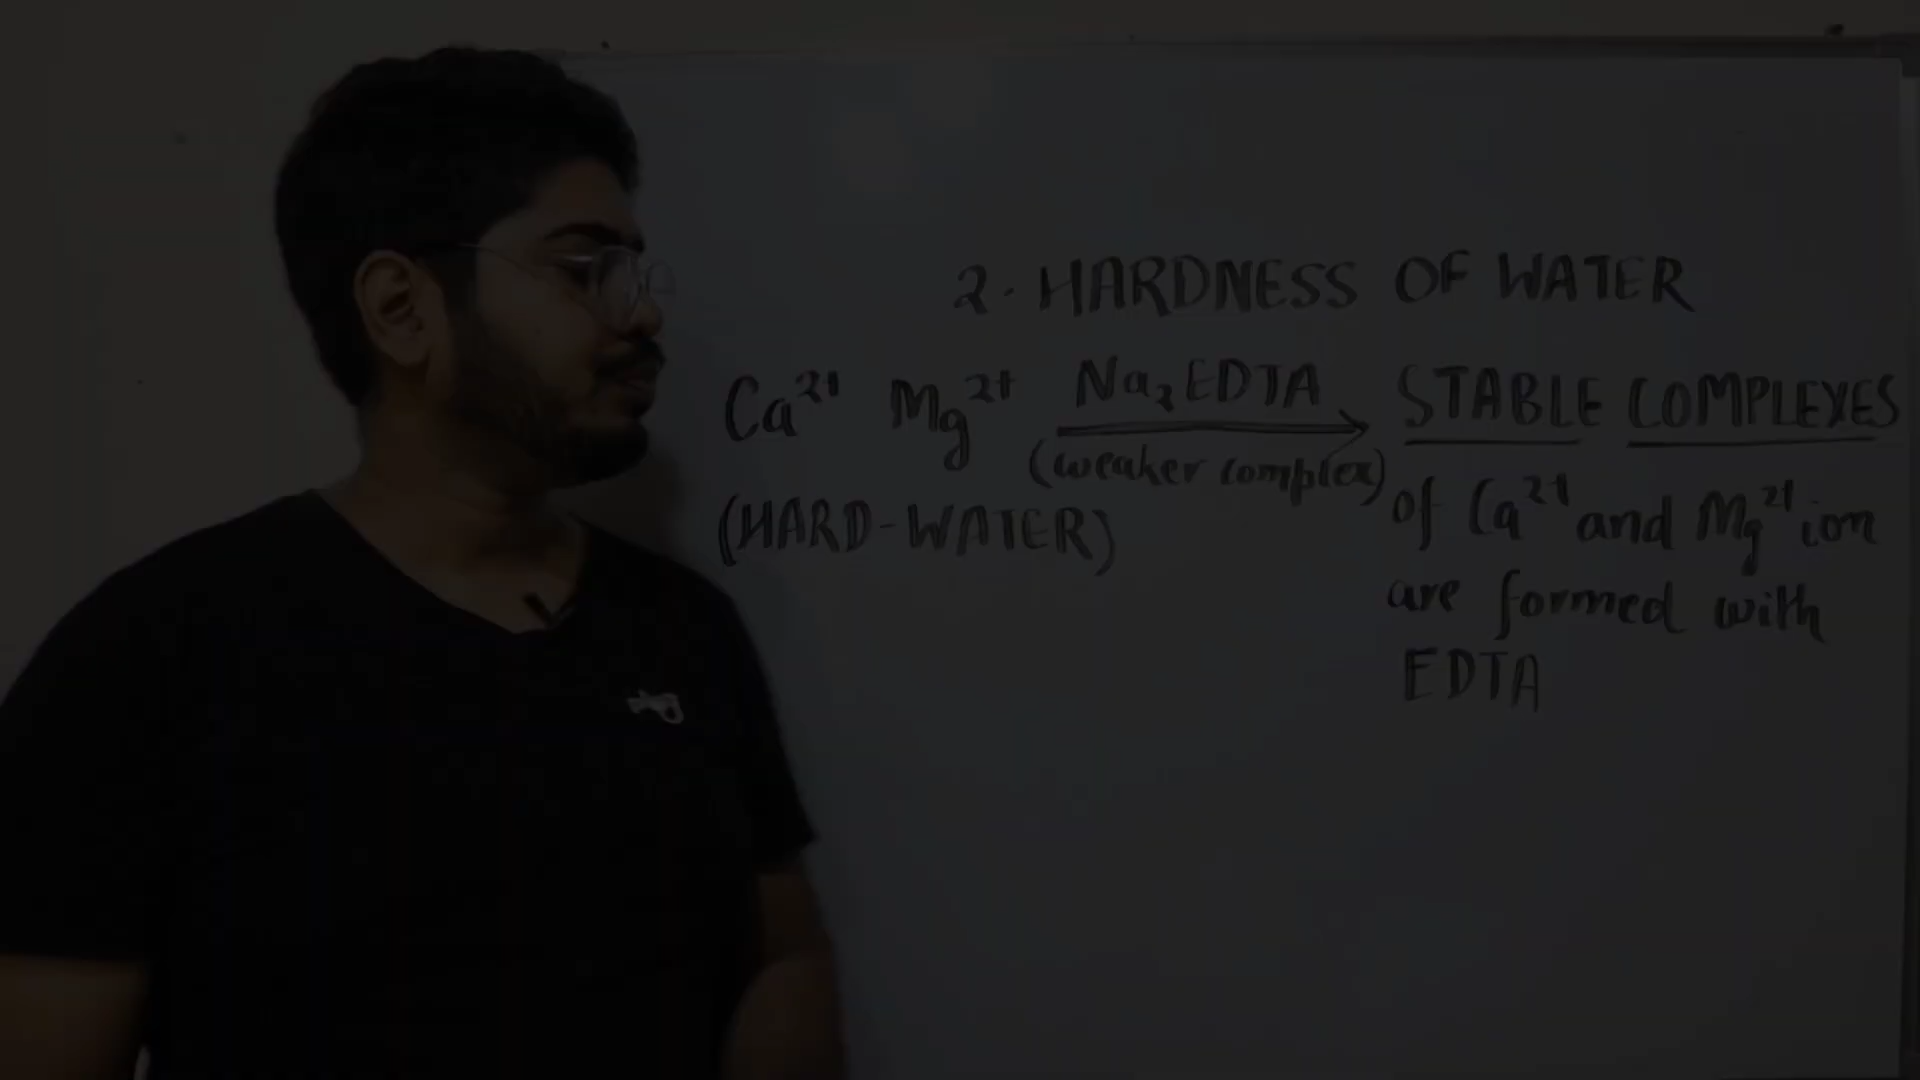 2. HARDNESS OF WATER
Ca²⁺ Mg²⁺ Na₂EDTA STABLE COMPLEXES
(weaker complex)
(HARD-WATER)
of Ca²⁺ and Mg²⁺ ion
are formed with
EDTA